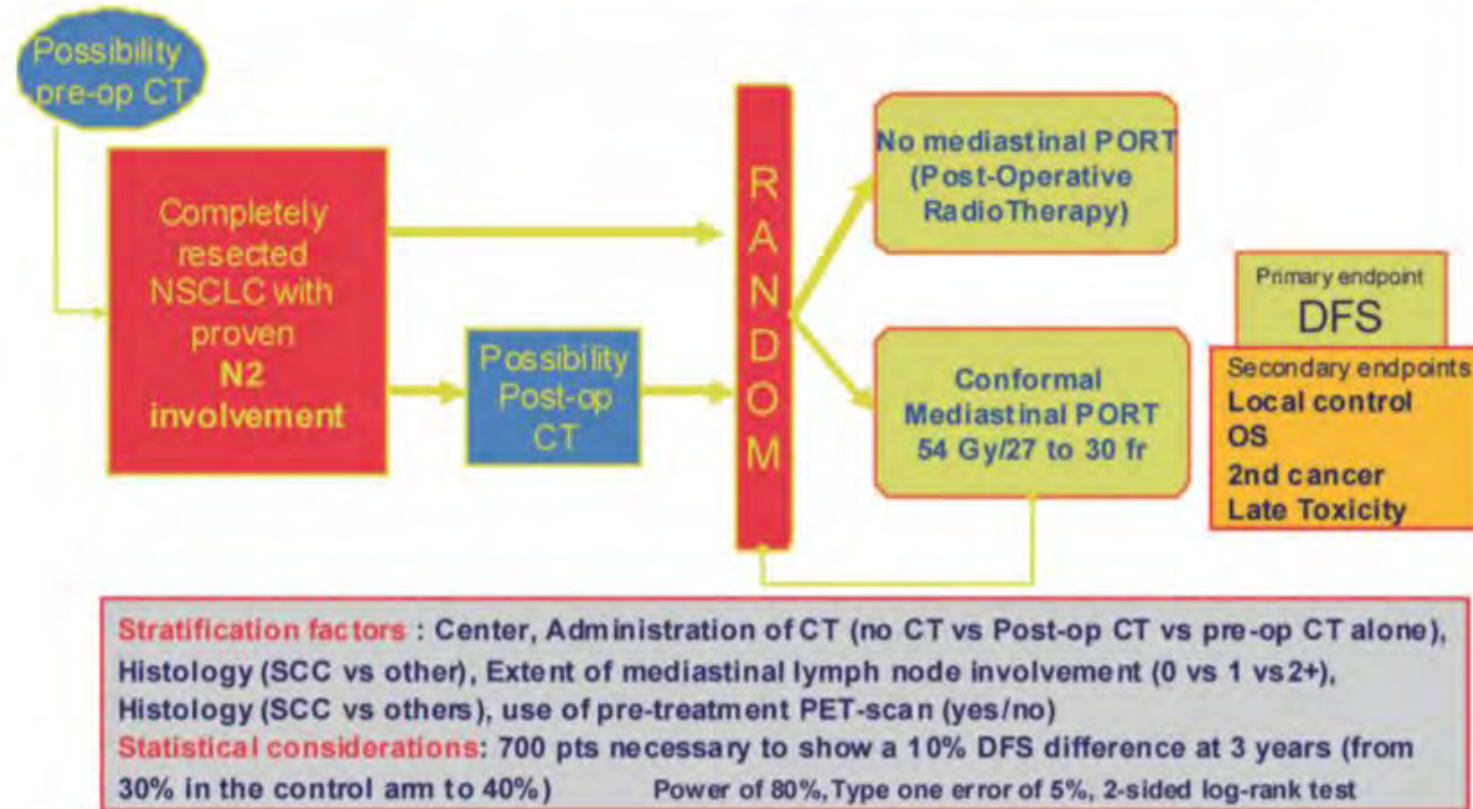 Possibility
pre-op CT
Completely
resected
NSCLC with
proven
N2
involvement
Possibility
Post-op
CT
R
A
N
D
O
M
No mediastinal PORT
(Post-Operative
RadioTherapy)
Conformal
Mediastinal PORT
54 Gy/27 to 30 fr
Primary endpoint
DFS
Secondary endpoints
Local control
OS
2nd cancer
Late Toxicity
Stratification factors : Center, Administration of CT (no CT vs Post-op CT vs pre-op CT alone),
Histology (SCC vs other), Extent of mediastinal lymph node involvement (0 vs 1 vs2+),
Histology (SCC vs others), use of pre-treatment PET-scan (yes/no)
Statistical considerations: 700 pts necessary to show a 10% DFS difference at 3 years (from
30% in the control arm to 40%) Power of 80%, Type one error of 5%, 2-sided log-rank test